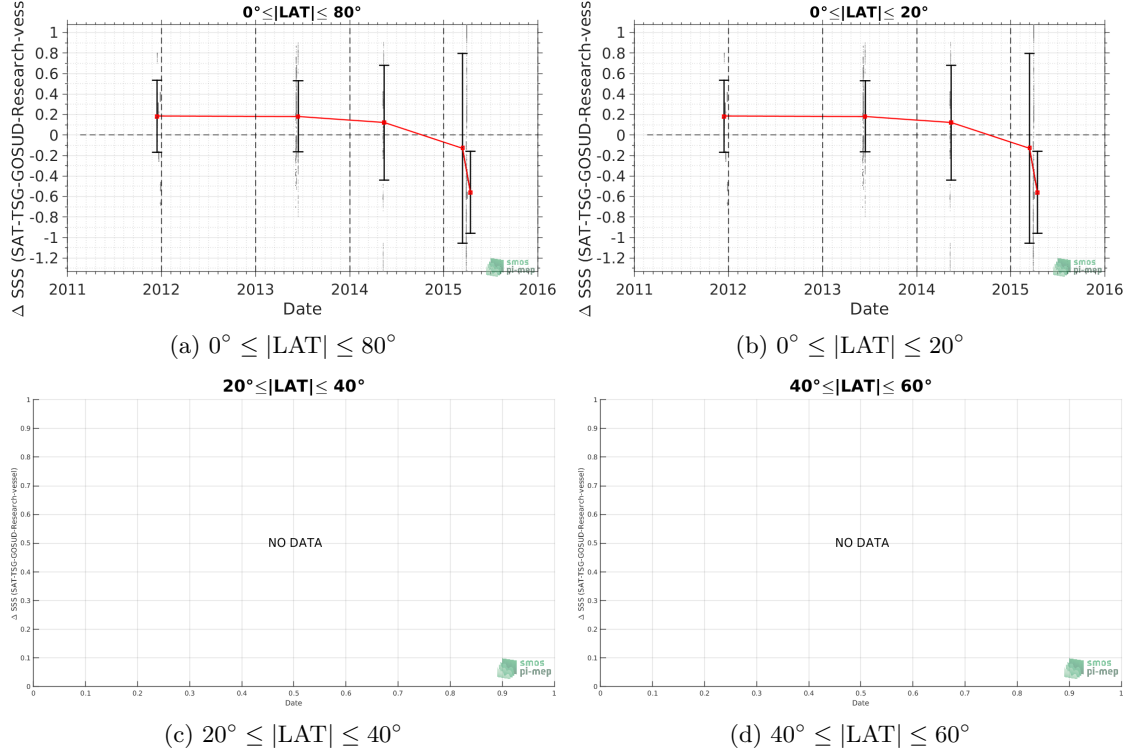 0°≤|LAT|≤ 80°
Δ SSS (SAT-TSG-GOSUD-Research-vess
1
0.8
0.6
0.4
0.2
0
-0.2
-0.4
-0.6
-0.8
-1
-1.2
2011 2012 2013 2014 2015 2016
Date
smos
pi-mep
(a) 0° ≤ |LAT| ≤ 80°
0°≤|LAT|≤ 20°
Δ SSS (SAT-TSG-GOSUD-Research-vess
1
0.8
0.6
0.4
0.2
0
-0.2
-0.4
-0.6
-0.8
-1
-1.2
2011 2012 2013 2014 2015 2016
Date
smos
pi-mep
(b) 0° ≤ |LAT| ≤ 20°
20°≤|LAT|≤ 40°
Δ SSS (SAT-TSG-GOSUD-Research-vessel)
1
0.9
0.8
0.7
0.6
0.5
0.4
0.3
0.2
0.1
0
NO DATA
0 0.1 0.2 0.3 0.4 0.5 0.6 0.7 0.8 0.9 1
Date
smos
pi-mep
(c) 20° ≤ |LAT| ≤ 40°
40°≤|LAT|≤ 60°
Δ SSS (SAT-TSG-GOSUD-Research-vessel)
1
0.9
0.8
0.7
0.6
0.5
0.4
0.3
0.2
0.1
0
NO DATA
0 0.1 0.2 0.3 0.4 0.5 0.6 0.7 0.8 0.9 1
Date
smos
pi-mep
(d) 40° ≤ |LAT| ≤ 60°